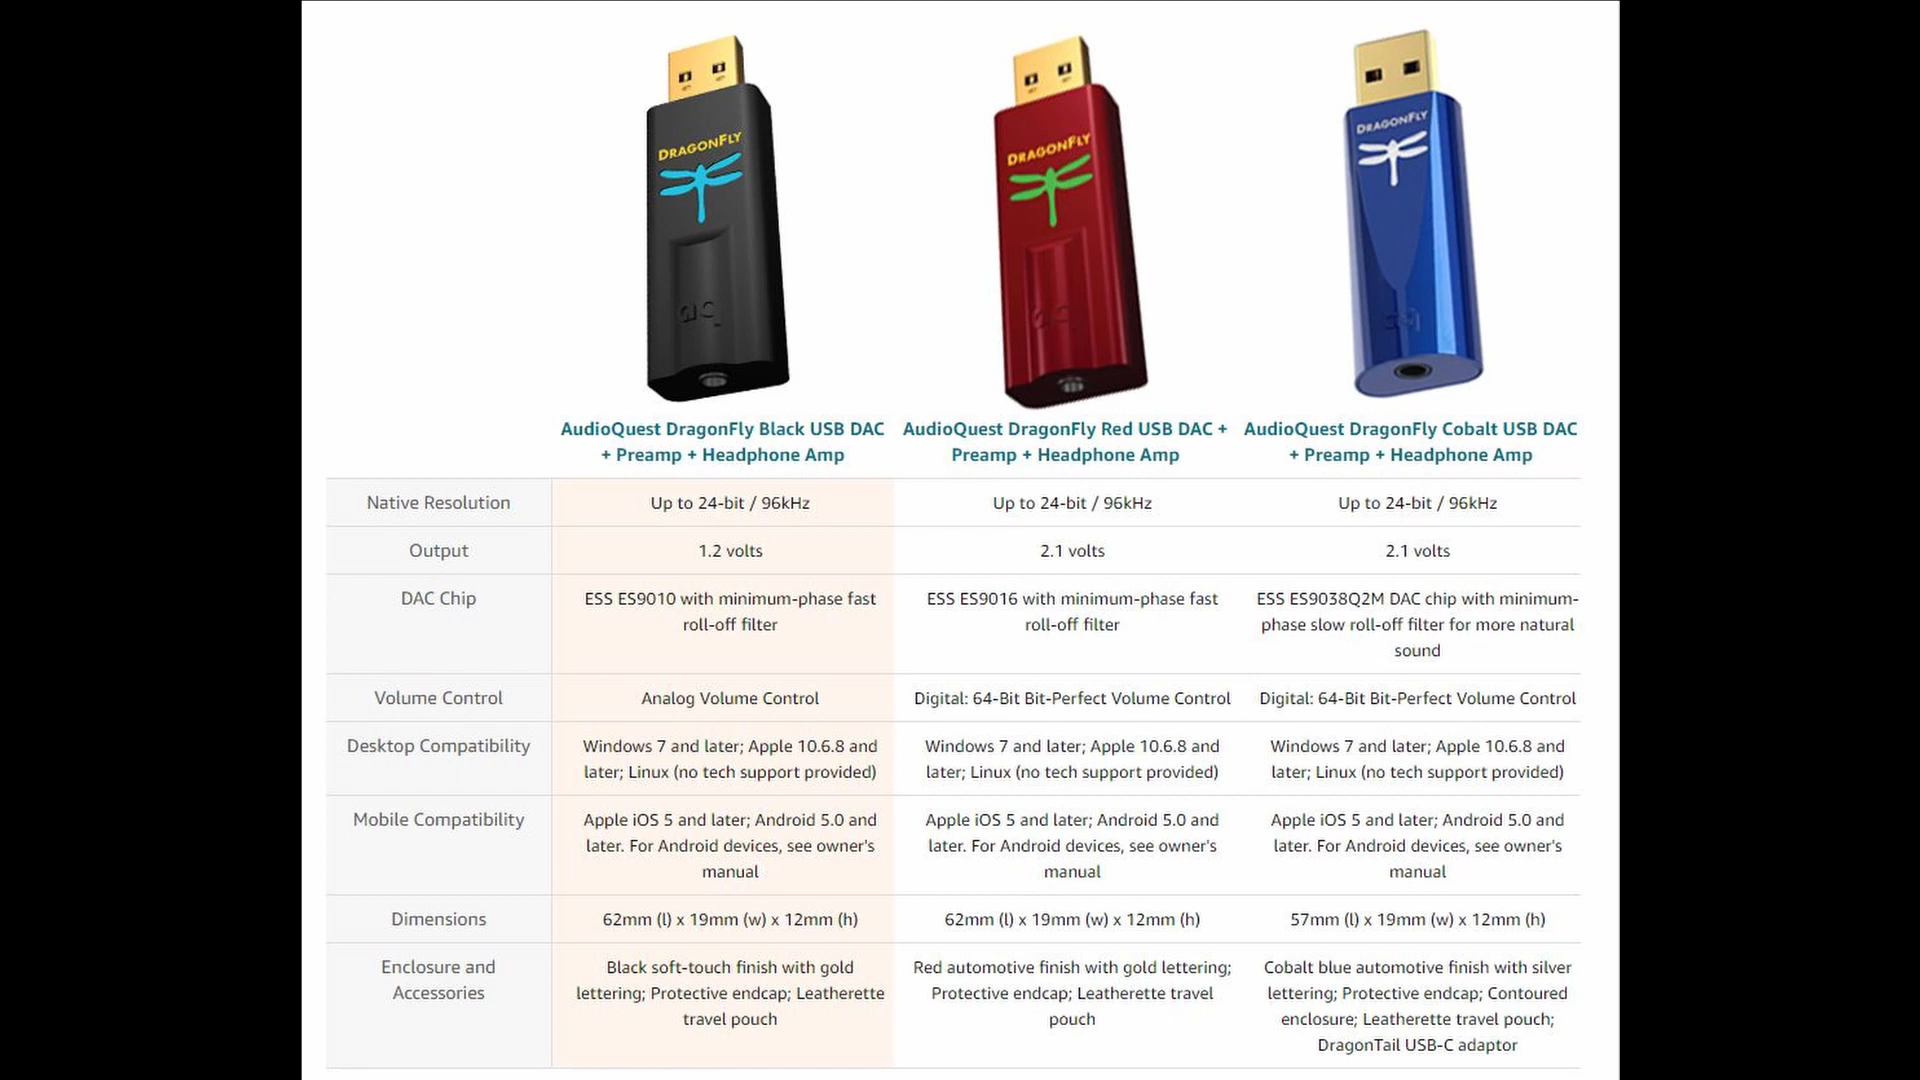 DRAGONFLY
aq
DRAGONFLY
aq
DRAGONFLY
aq
AudioQuest DragonFly Black USB DAC
+ Preamp + Headphone Amp
AudioQuest DragonFly Red USB DAC +
Preamp + Headphone Amp
AudioQuest DragonFly Cobalt USB DAC
+ Preamp + Headphone Amp
Native Resolution
Up to 24-bit / 96kHz
Up to 24-bit / 96kHz
Up to 24-bit / 96kHz
Output
1.2 volts
2.1 volts
2.1 volts
DAC Chip
ESS ES9010 with minimum-phase fast
roll-off filter
ESS ES9016 with minimum-phase fast
roll-off filter
ESS ES9038Q2M DAC chip with minimum-
phase slow roll-off filter for more natural
sound
Volume Control
Analog Volume Control
Digital: 64-Bit Bit-Perfect Volume Control
Digital: 64-Bit Bit-Perfect Volume Control
Desktop Compatibility
Windows 7 and later; Apple 10.6.8 and
later; Linux (no tech support provided)
Windows 7 and later; Apple 10.6.8 and
later; Linux (no tech support provided)
Windows 7 and later; Apple 10.6.8 and
later; Linux (no tech support provided)
Mobile Compatibility
Apple iOS 5 and later; Android 5.0 and
later. For Android devices, see owner's
manual
Apple iOS 5 and later; Android 5.0 and
later. For Android devices, see owner's
manual
Apple iOS 5 and later; Android 5.0 and
later. For Android devices, see owner's
manual
Dimensions
62mm (l) x 19mm (w) x 12mm (h)
62mm (l) x 19mm (w) x 12mm (h)
57mm (l) x 19mm (w) x 12mm (h)
Enclosure and
Accessories
Black soft-touch finish with gold
lettering; Protective endcap; Leatherette
travel pouch
Red automotive finish with gold lettering;
Protective endcap; Leatherette travel
pouch
Cobalt blue automotive finish with silver
lettering; Protective endcap; Contoured
enclosure; Leatherette travel pouch;
DragonTail USB-C adaptor